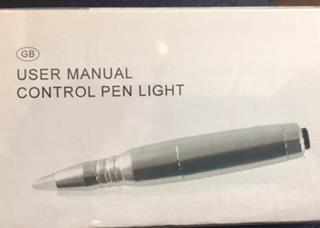 GB
USER MANUAL
CONTROL PEN LIGHT